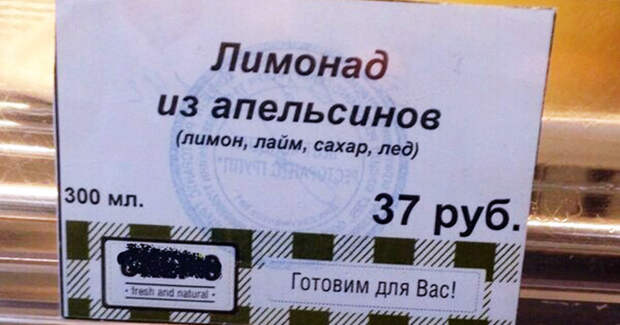 Лимонад
из апельсинов
(лимон, лайм, сахар, лед)
300 мл.
37 руб.
fresh and natural
Готовим для Вас!